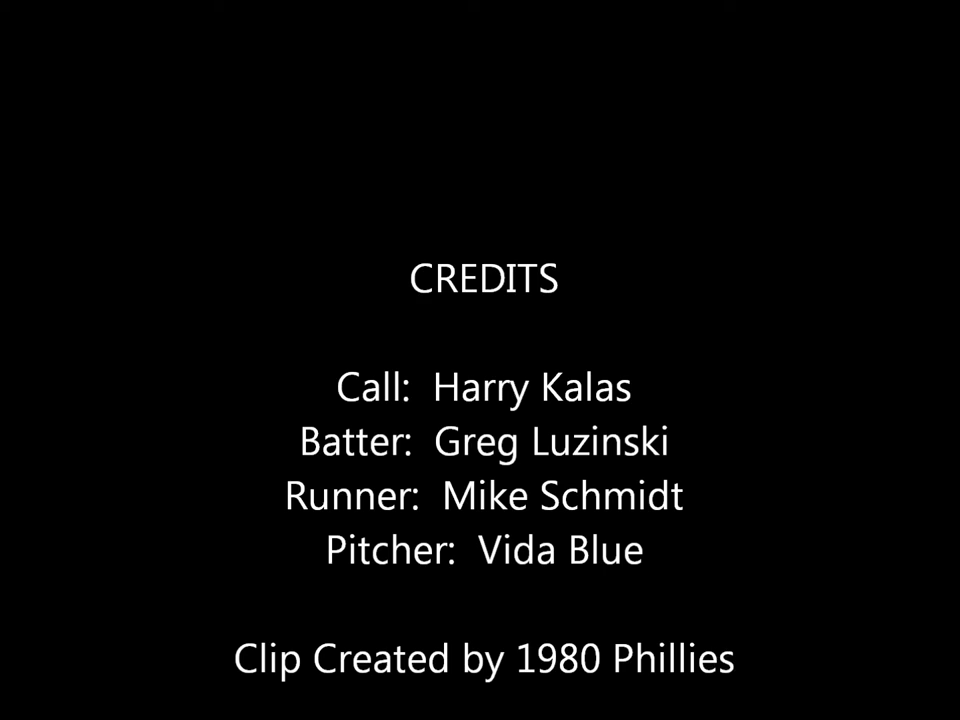 CREDITS
Call: Harry Kalas
Batter: Greg Luzinski
Runner: Mike Schmidt
Pitcher: Vida Blue
Clip Created by 1980 Phillies